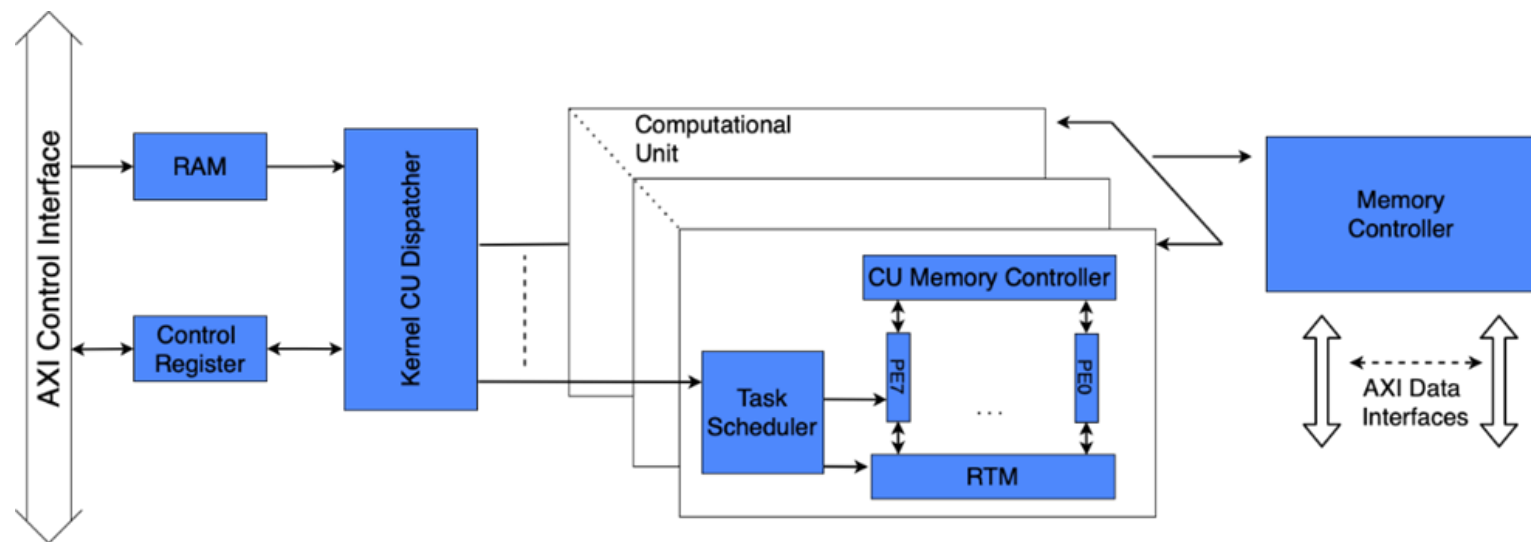 AXI Control Interface
RAM
Control
Register
Kernel CU Dispatcher
Computational
Unit
CU Memory Controller
PE7
PE0
...
Task
Scheduler
RTM
Memory
Controller
AXI Data
Interfaces